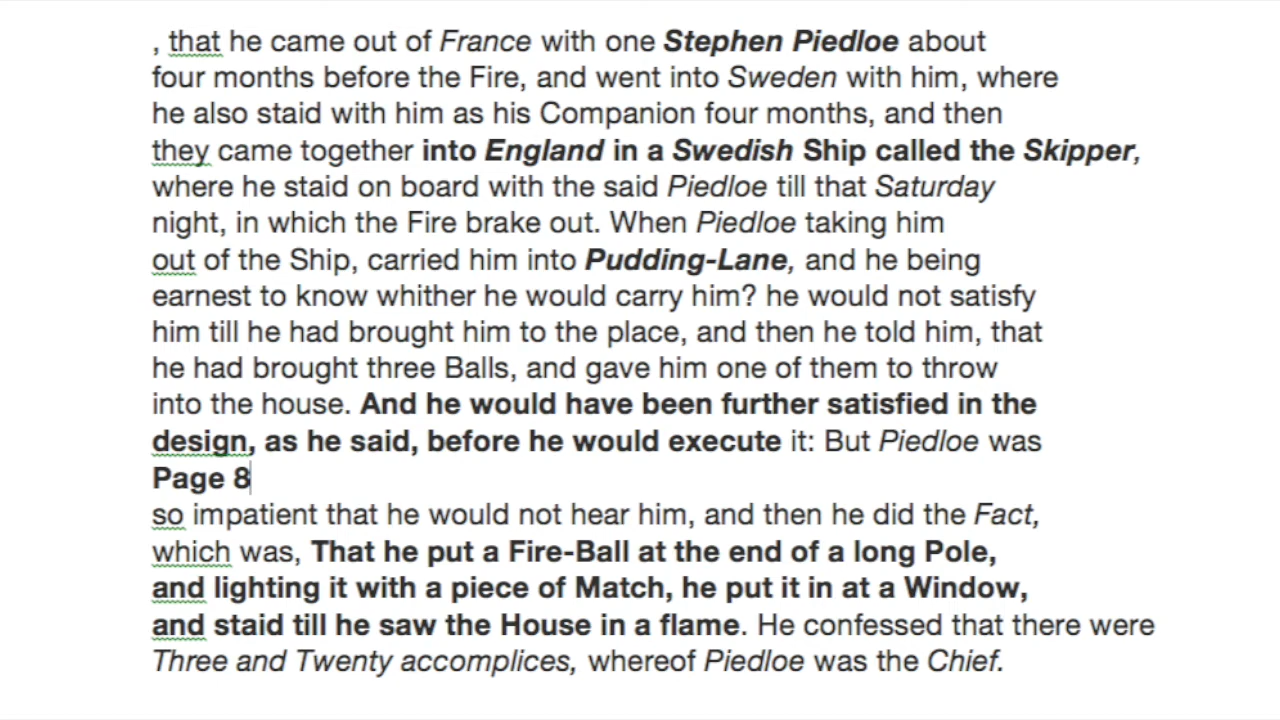 , that he came out of France with one Stephen Piedloe about
four months before the Fire, and went into Sweden with him, where
he also staid with him as his Companion four months, and then
they came together into England in a Swedish Ship called the Skipper,
where he staid on board with the said Piedloe till that Saturday
night, in which the Fire brake out. When Piedloe taking him
out of the Ship, carried him into Pudding-Lane, and he being
earnest to know whither he would carry him? he would not satisfy
him till he had brought him to the place, and then he told him, that
he had brought three Balls, and gave him one of them to throw
into the house. And he would have been further satisfied in the
design, as he said, before he would execute it: But Piedloe was
Page 8
so impatient that he would not hear him, and then he did the Fact,
which was, That he put a Fire-Ball at the end of a long Pole,
and lighting it with a piece of Match, he put it in at a Window,
and staid till he saw the House in a flame. He confessed that there were
Three and Twenty accomplices, whereof Piedloe was the Chief.